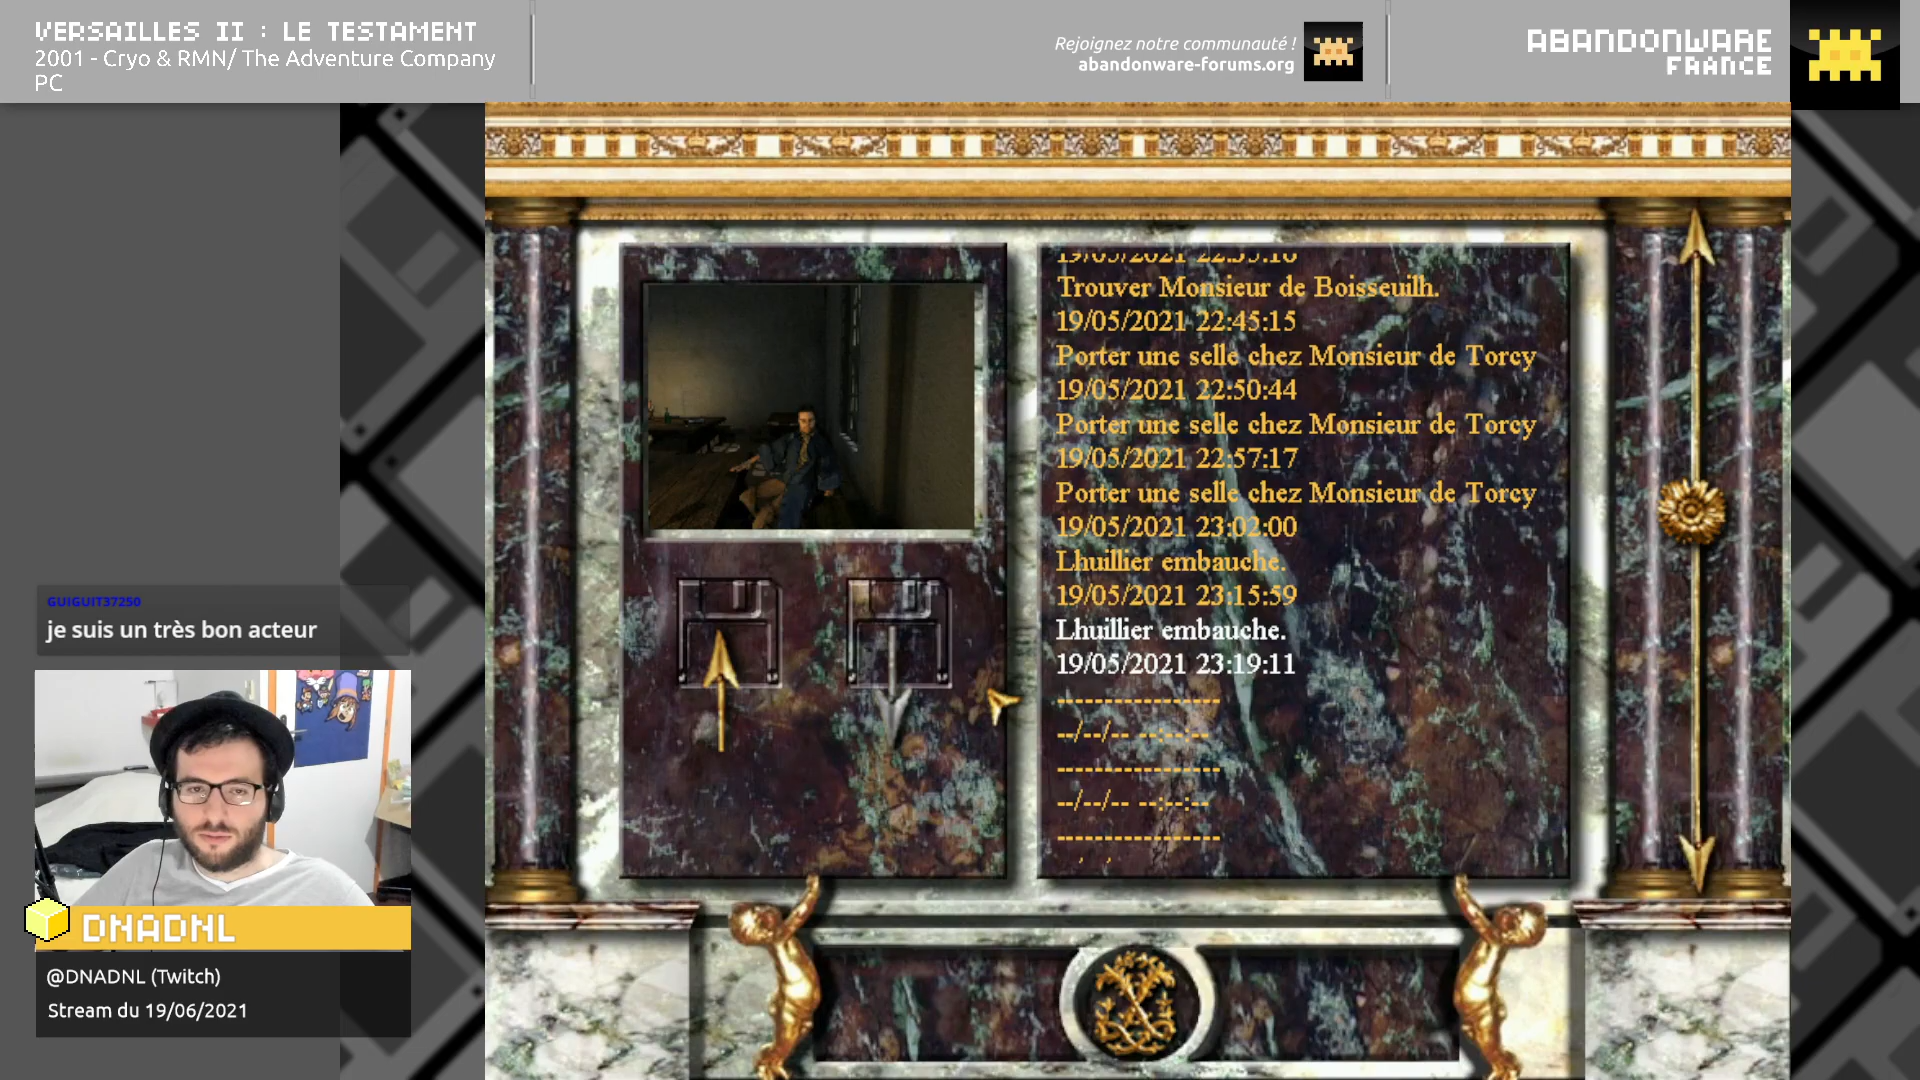 VERSAILLES II : LE TESTAMENT
2001 - Cryo & RMN/ The Adventure Company
PC
Rejoignez notre communauté !
abandonware-forums.org
ABANDONWARE
FRANCE
Trouver Monsieur de Boisseuilh.
19/05/2021 22:45:15
Porter une selle chez Monsieur de Torcy
19/05/2021 22:50:44
Porter une selle chez Monsieur de Torcy
19/05/2021 22:57:17
Porter une selle chez Monsieur de Torcy
19/05/2021 23:02:00
Lhuillier embauche.
19/05/2021 23:15:59
Lhuillier embauche.
19/05/2021 23:19:11
----------------
--/--/-- --:--:--
----------------
--/--/-- --:--:--
----------------
GUIGUIT37250
je suis un très bon acteur
DNADNL
@DNADNL (Twitch)
Stream du 19/06/2021